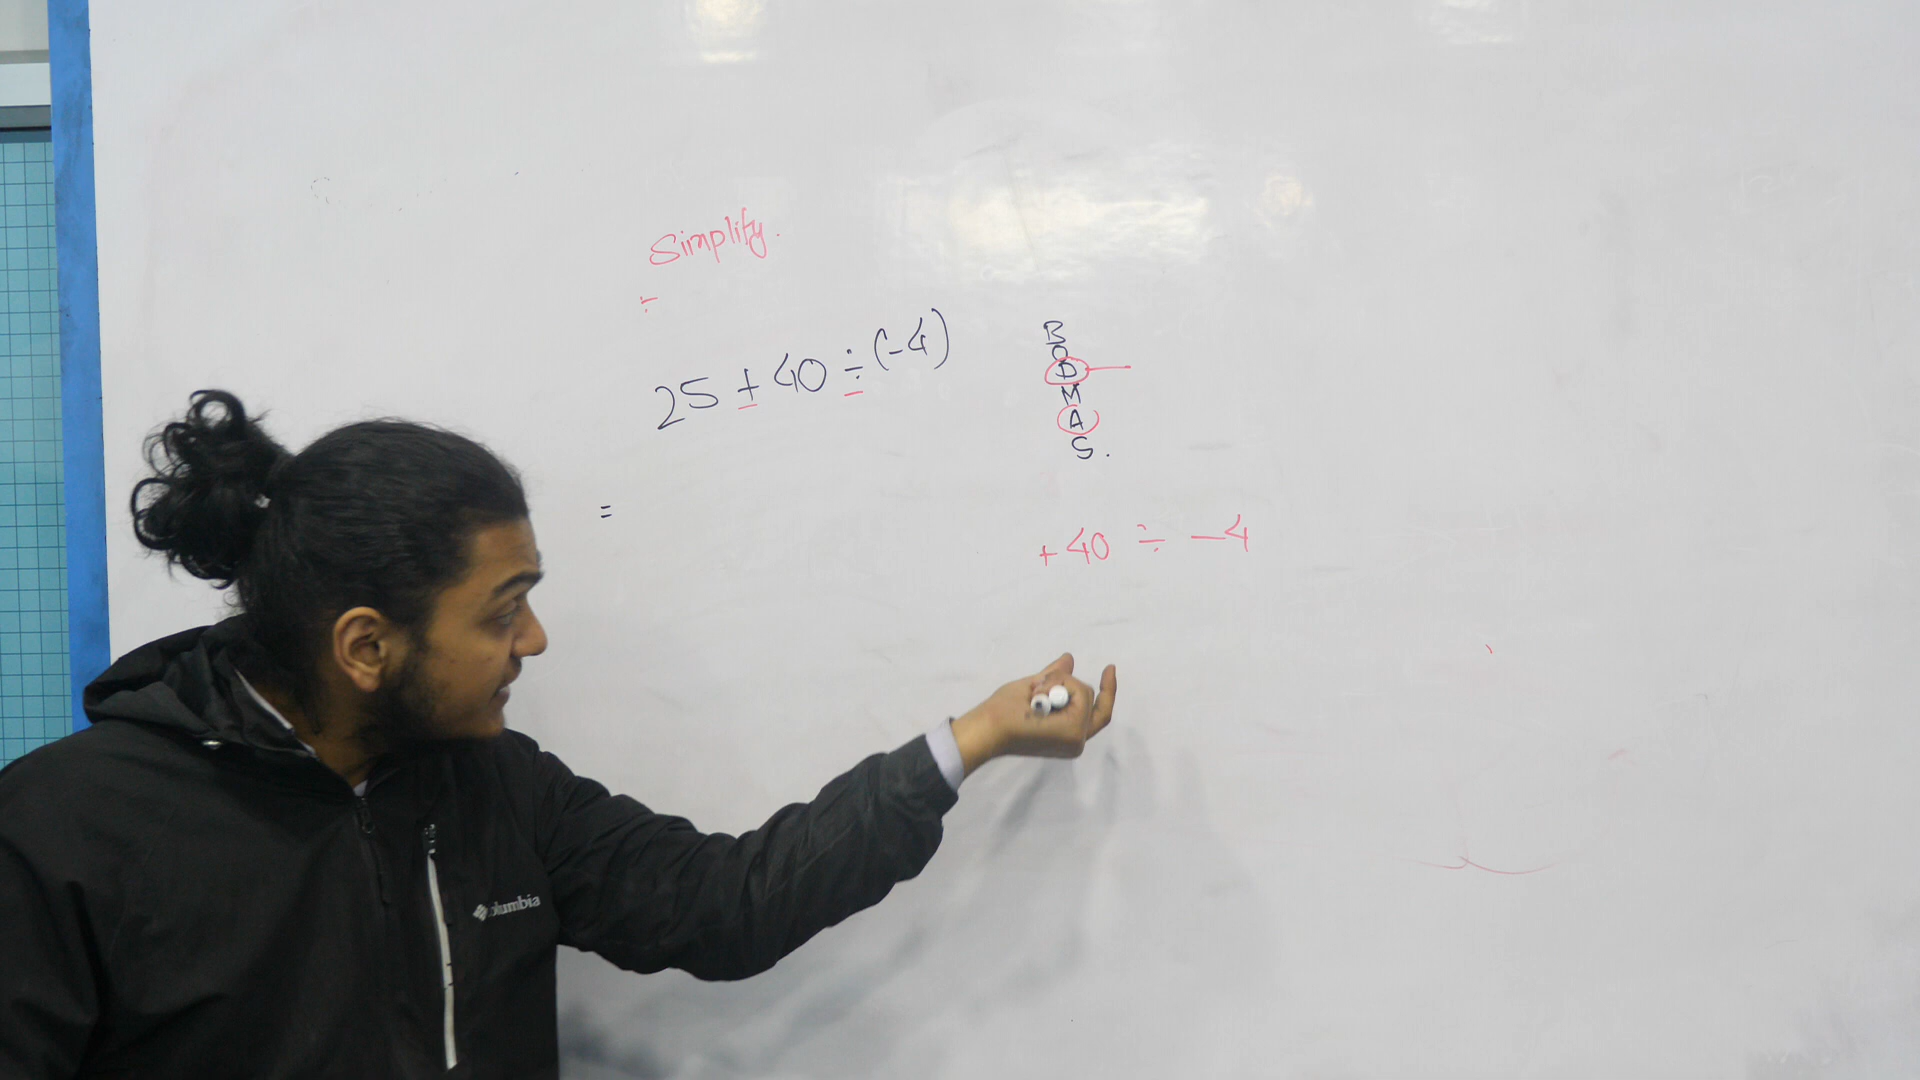 Simplify.
÷
25 + 40 ÷ (-4)
B
O
D
M
A
S.
=
+40 ÷ -4
Columbia